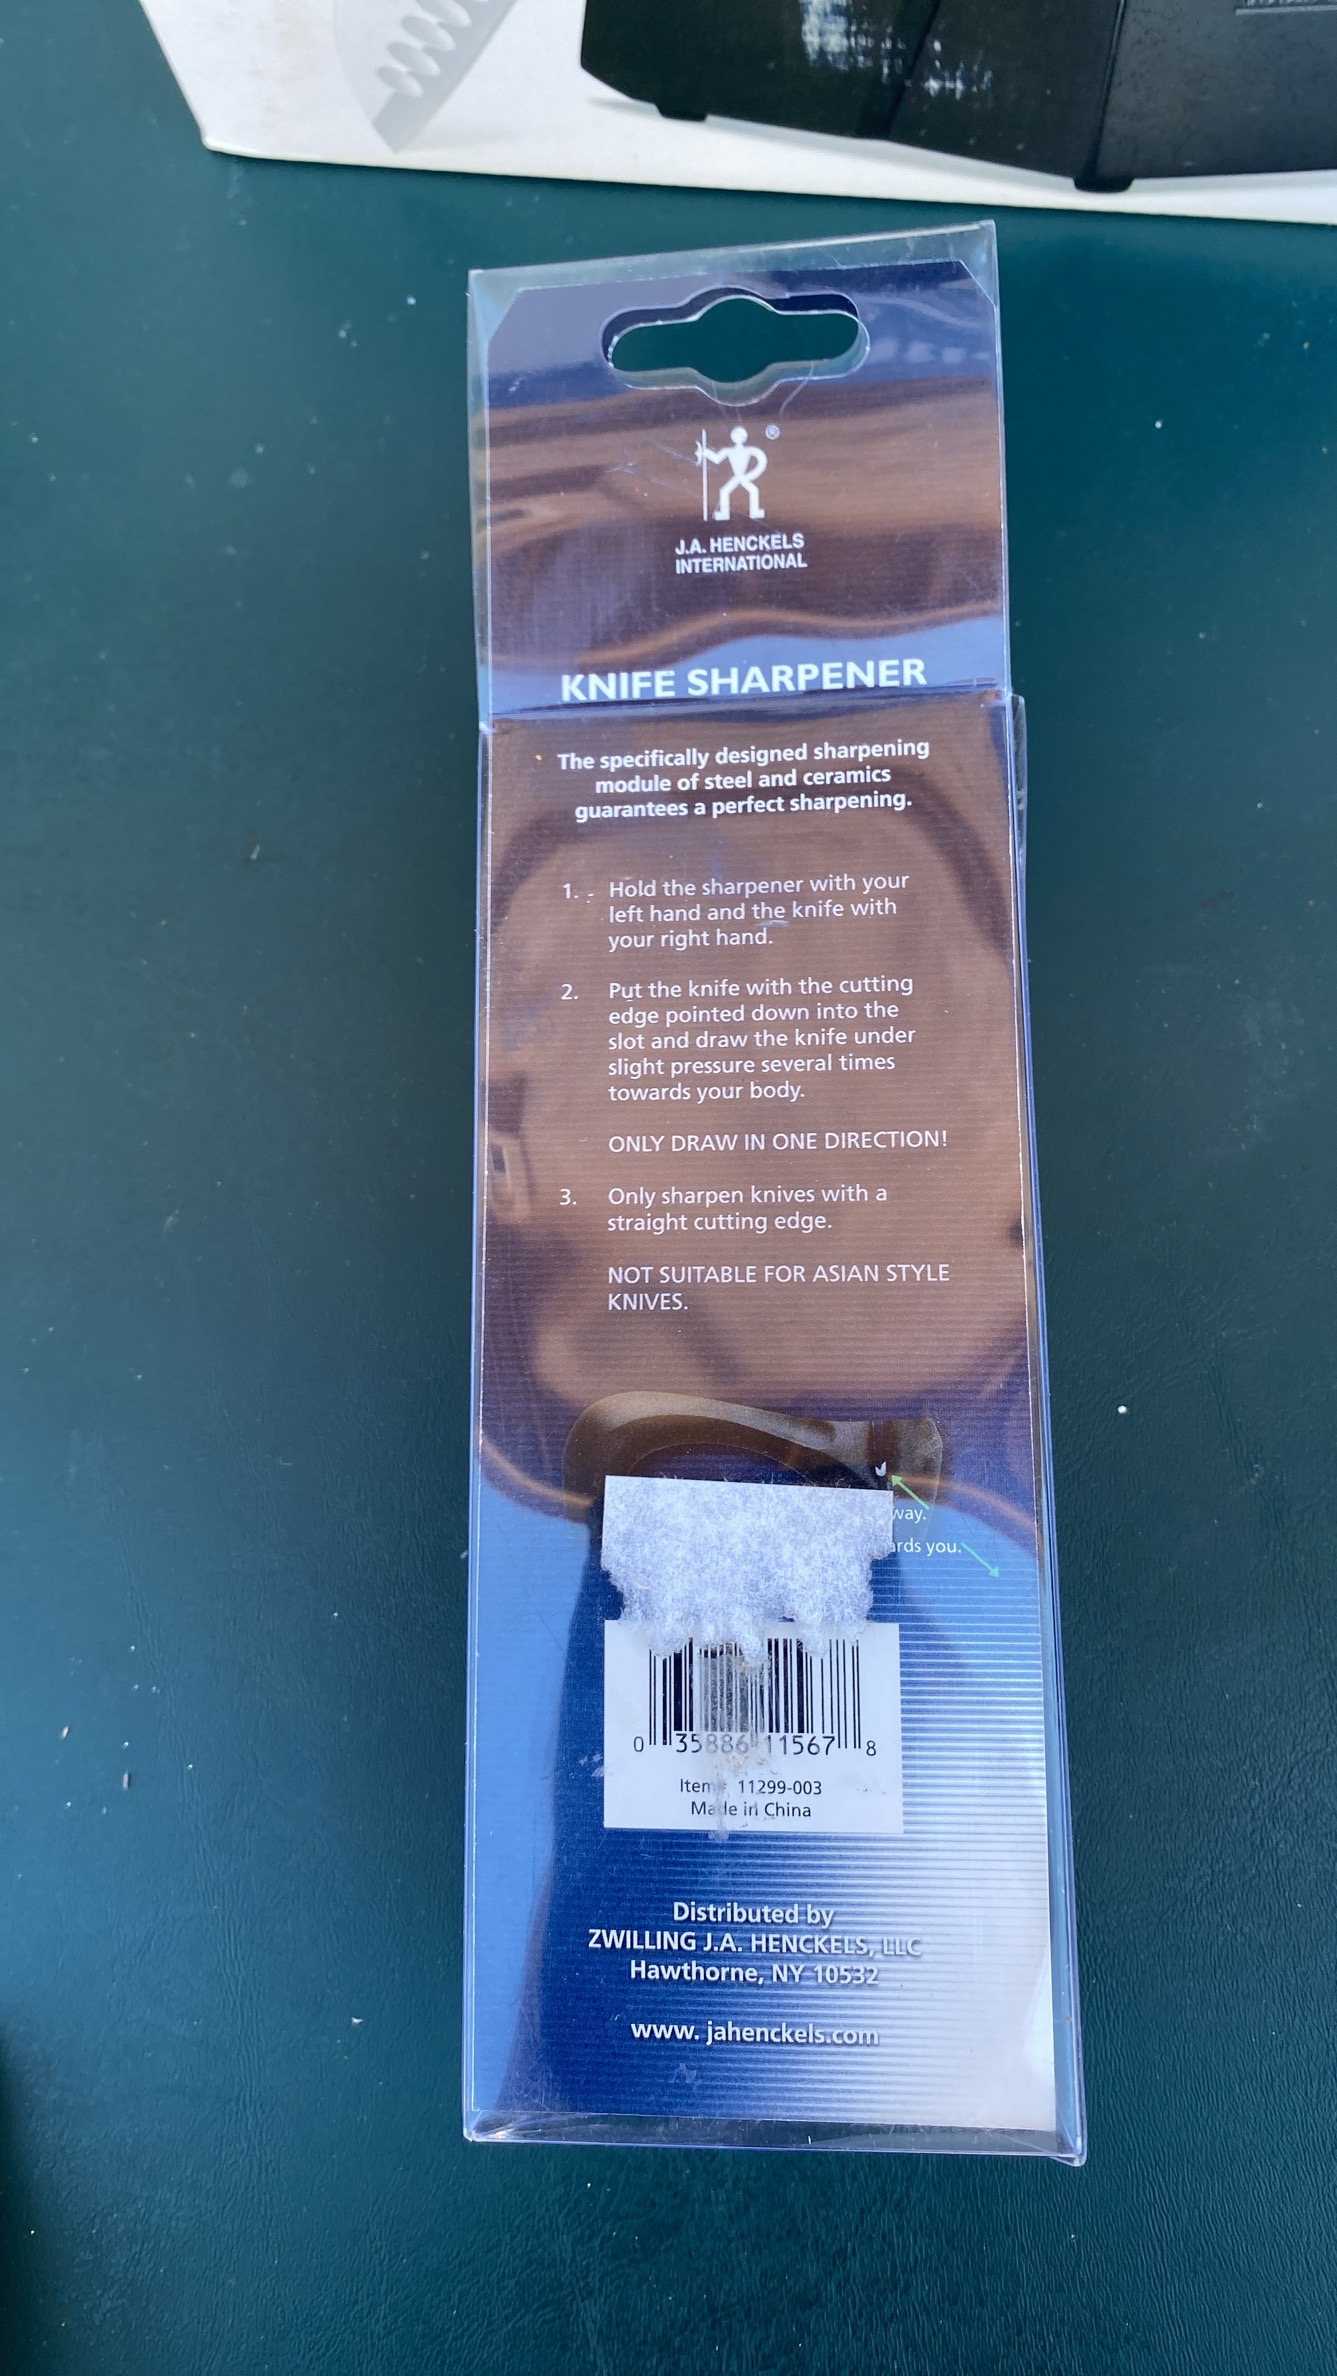 ®
J.A. HENCKELS
INTERNATIONAL
KNIFE SHARPENER
The specifically designed sharpening
module of steel and ceramics
guarantees a perfect sharpening.
1. Hold the sharpener with your
left hand and the knife with
your right hand.
2. Put the knife with the cutting
edge pointed down into the
slot and draw the knife under
slight pressure several times
towards your body.
ONLY DRAW IN ONE DIRECTION!
3. Only sharpen knives with a
straight cutting edge.
NOT SUITABLE FOR ASIAN STYLE
KNIVES.
way.
ards you.
0 35886 11567 8
Item# 11299-003
Made in China
Distributed by
ZWILLING J.A. HENCKELS, LLC
Hawthorne, NY 10532
www. jahenckels.com